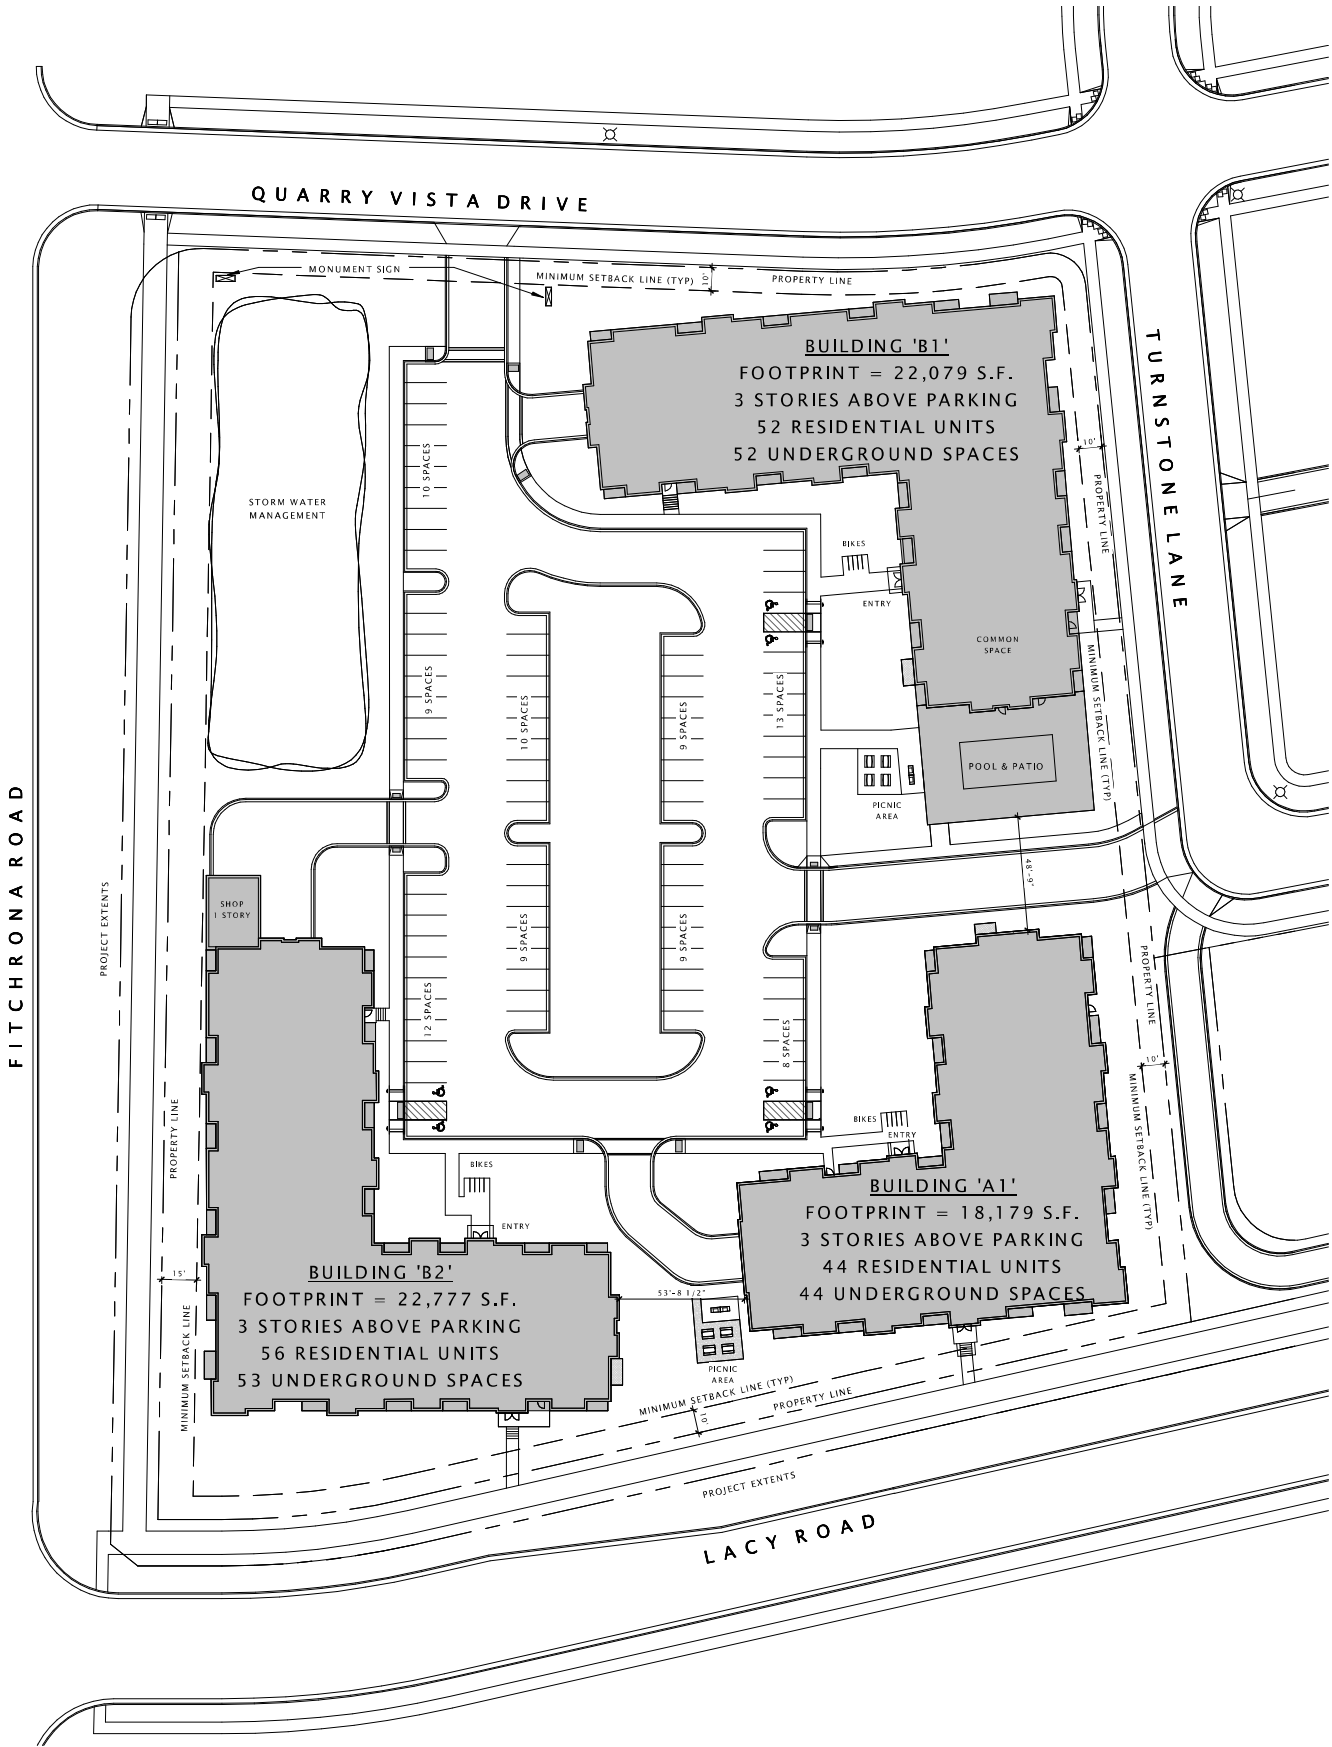 QUARRY VISTA DRIVE
MONUMENT SIGN
MINIMUM SETBACK LINE (TYP)
10'
PROPERTY LINE
BUILDING 'B1'
FOOTPRINT = 22,079 S.F.
3 STORIES ABOVE PARKING
52 RESIDENTIAL UNITS
52 UNDERGROUND SPACES
TURNSTONE LANE
10'
PROPERTY LINE
10 SPACES
STORM WATER
MANAGEMENT
BIKES
ENTRY
COMMON
SPACE
MINIMUM SETBACK LINE (TYP)
9 SPACES
10 SPACES
9 SPACES
13 SPACES
POOL & PATIO
PICNIC
AREA
48'-9"
FITCHRONA ROAD
PROJECT EXTENTS
SHOP
1 STORY
9 SPACES
9 SPACES
12 SPACES
8 SPACES
PROPERTY LINE
10'
MINIMUM SETBACK LINE (TYP)
PROPERTY LINE
BIKES
ENTRY
BIKES
ENTRY
BUILDING 'A1'
FOOTPRINT = 18,179 S.F.
3 STORIES ABOVE PARKING
44 RESIDENTIAL UNITS
44 UNDERGROUND SPACES
15'
BUILDING 'B2'
FOOTPRINT = 22,777 S.F.
3 STORIES ABOVE PARKING
56 RESIDENTIAL UNITS
53 UNDERGROUND SPACES
53'-8 1/2"
MINIMUM SETBACK LINE
PICNIC
AREA
MINIMUM SETBACK LINE (TYP)
PROPERTY LINE
10'
PROJECT EXTENTS
LACY ROAD